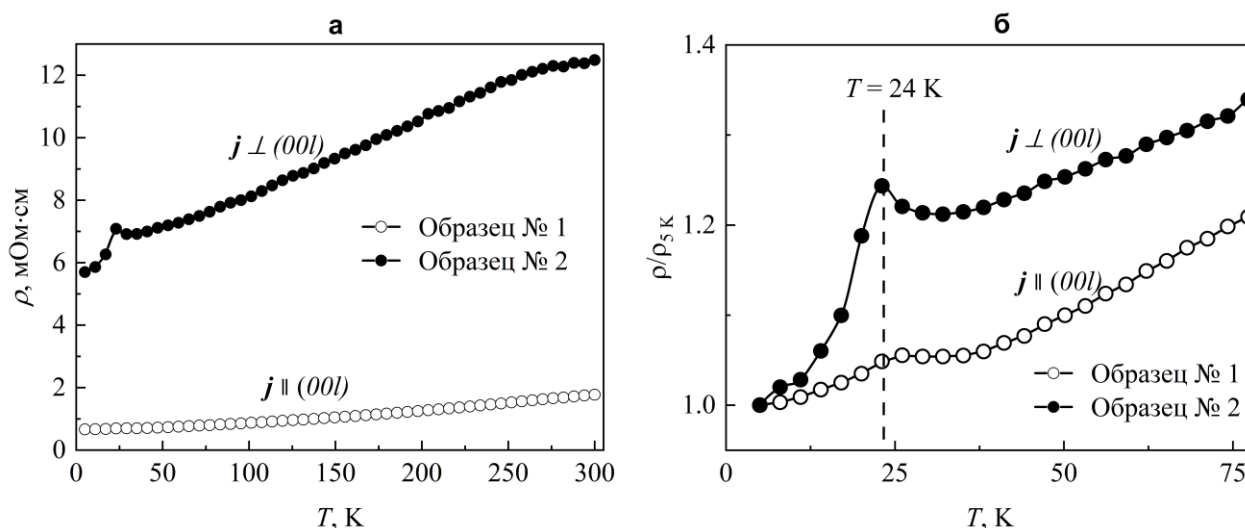 а
12
10
8
6
4
2
0
0
50
100
150
200
250
300
ρ, мОм·см
T, K
j ⊥ (00l)
j ∥ (00l)
Образец № 1
Образец № 2
б
1.4
1.2
1.0
0
25
50
75
ρ/ρ5 K
T, K
T = 24 K
j ⊥ (00l)
j ∥ (00l)
Образец № 1
Образец № 2